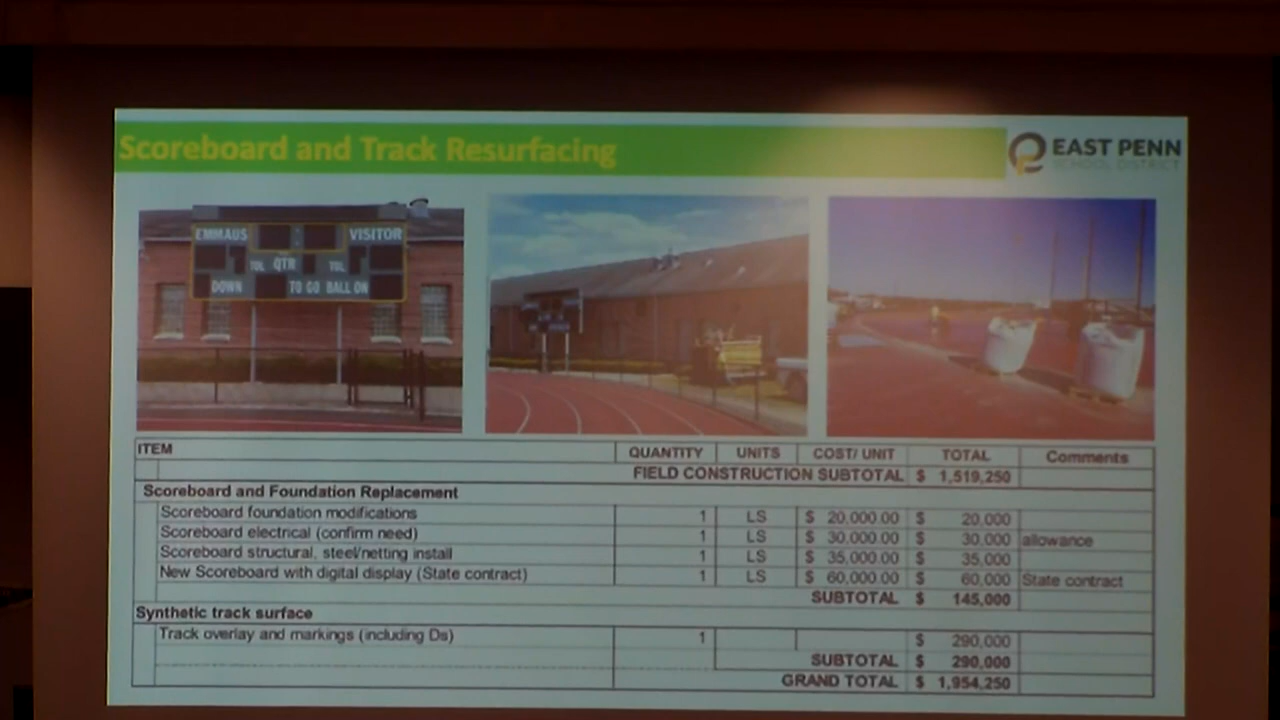 Scoreboard and Track Resurfacing
EAST PENN
SCHOOL DISTRICT
EMMAUS VISITOR
TOL QTR TOL
DOWN TO GO BALL ON
ITEM QUANTITY UNITS COST/ UNIT TOTAL Comments
FIELD CONSTRUCTION SUBTOTAL $ 1,519,250
Scoreboard and Foundation Replacement
Scoreboard foundation modifications 1 LS $ 20,000.00 $ 20,000
Scoreboard electrical (confirm need) 1 LS $ 30,000.00 $ 30,000 allowance
Scoreboard structural, steel/netting install 1 LS $ 35,000.00 $ 35,000
New Scoreboard with digital display (State contract) 1 LS $ 60,000.00 $ 60,000 State contract
SUBTOTAL $ 145,000
Synthetic track surface
Track overlay and markings (including Ds) 1 $ 290,000
SUBTOTAL $ 290,000
GRAND TOTAL $ 1,954,250